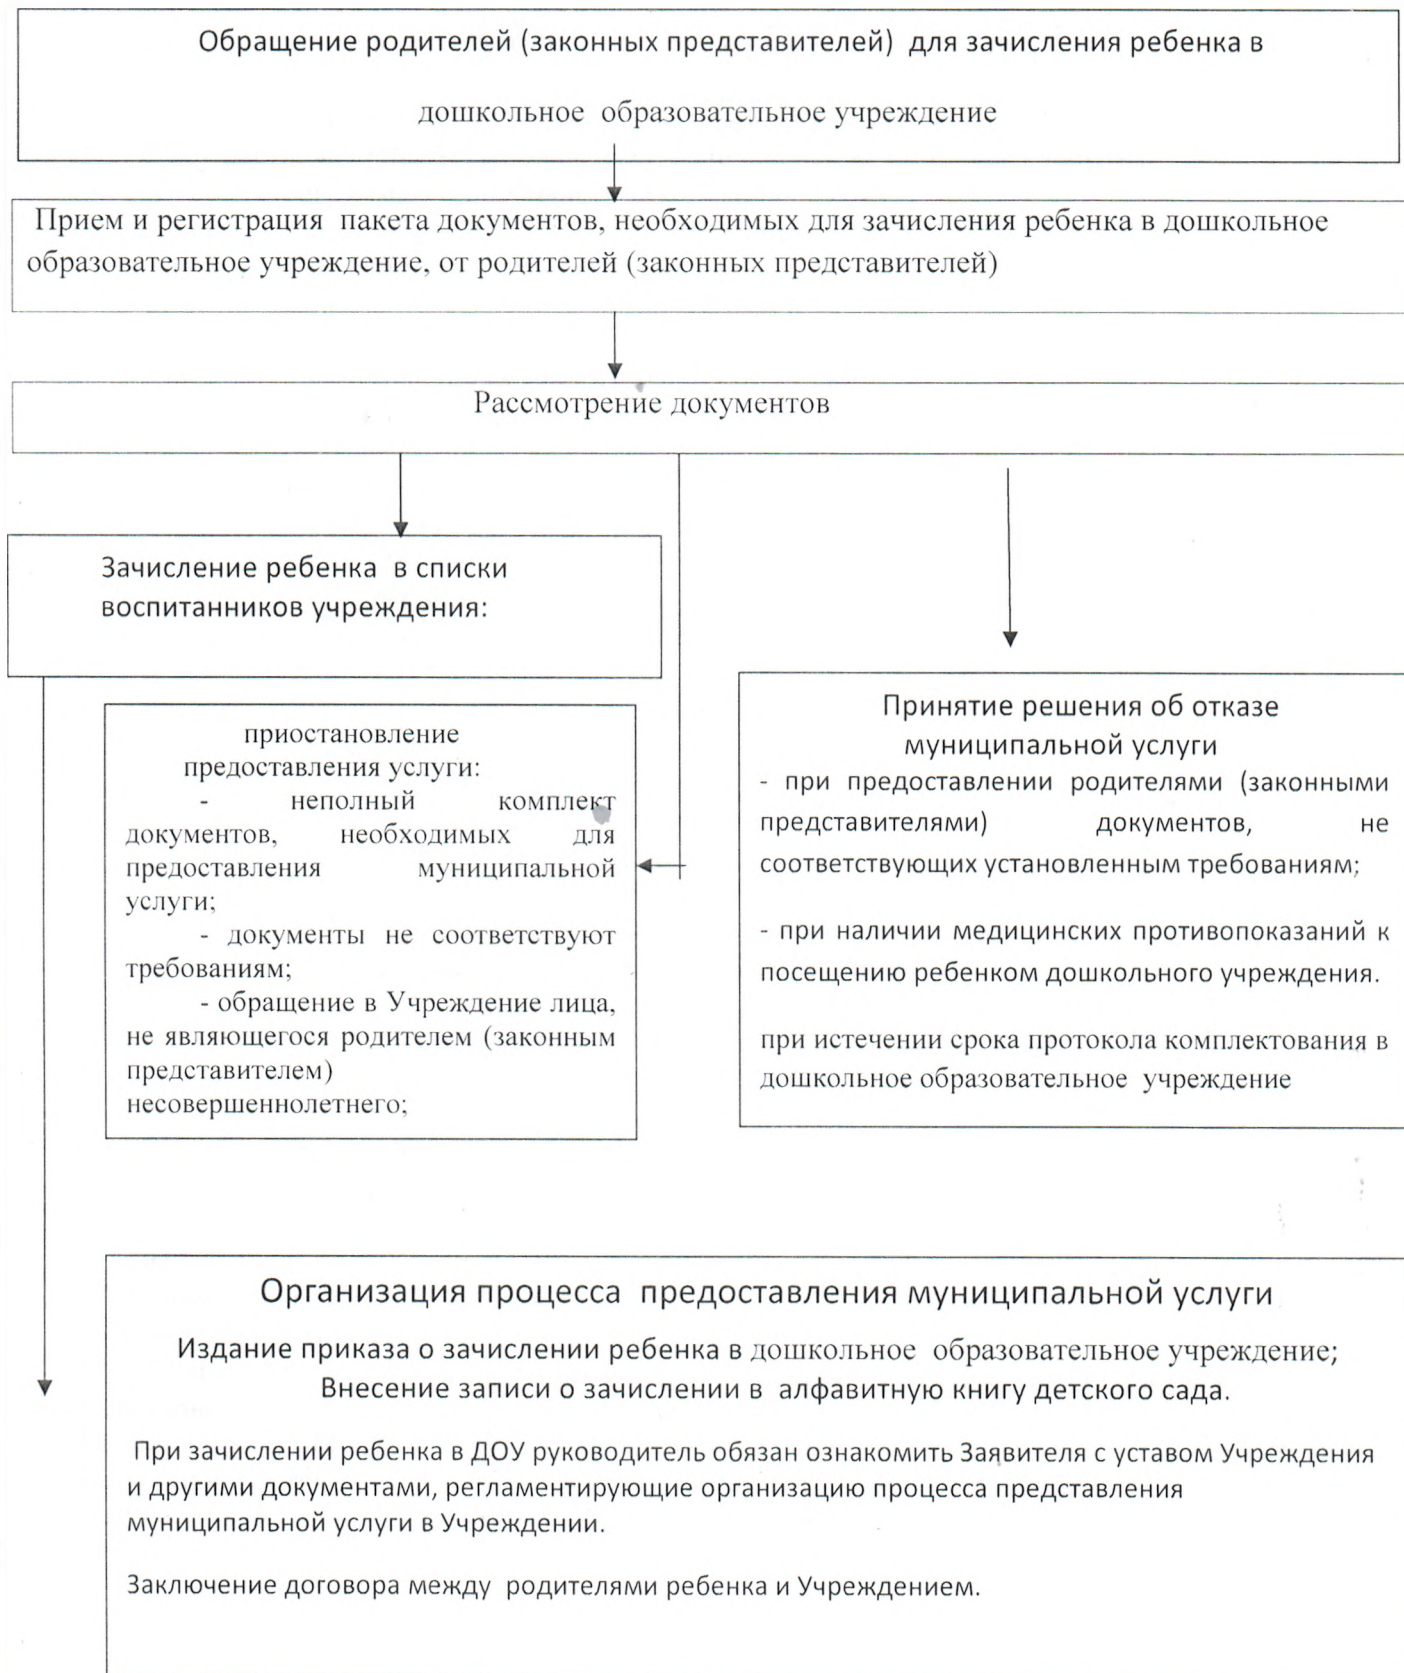 Обращение родителей (законных представителей) для зачисления ребенка в
дошкольное образовательное учреждение
Прием и регистрация пакета документов, необходимых для зачисления ребенка в дошкольное
образовательное учреждение, от родителей (законных представителей)
Рассмотрение документов
Зачисление ребенка в списки
воспитанников учреждения:
приостановление
предоставления услуги:
- неполный комплект
документов, необходимых для
предоставления муниципальной
услуги;
- документы не соответствуют
требованиям;
- обращение в Учреждение лица,
не являющегося родителем (законным
представителем)
несовершеннолетнего;
Принятие решения об отказе
муниципальной услуги
- при предоставлении родителями (законными
представителями) документов, не
соответствующих установленным требованиям;
- при наличии медицинских противопоказаний к
посещению ребенком дошкольного учреждения.
при истечении срока протокола комплектования в
дошкольное образовательное учреждение
Организация процесса предоставления муниципальной услуги
Издание приказа о зачислении ребенка в дошкольное образовательное учреждение;
Внесение записи о зачислении в алфавитную книгу детского сада.
При зачислении ребенка в ДОУ руководитель обязан ознакомить Заявителя с уставом Учреждения
и другими документами, регламентирующие организацию процесса представления
муниципальной услуги в Учреждении.
Заключение договора между родителями ребенка и Учреждением.